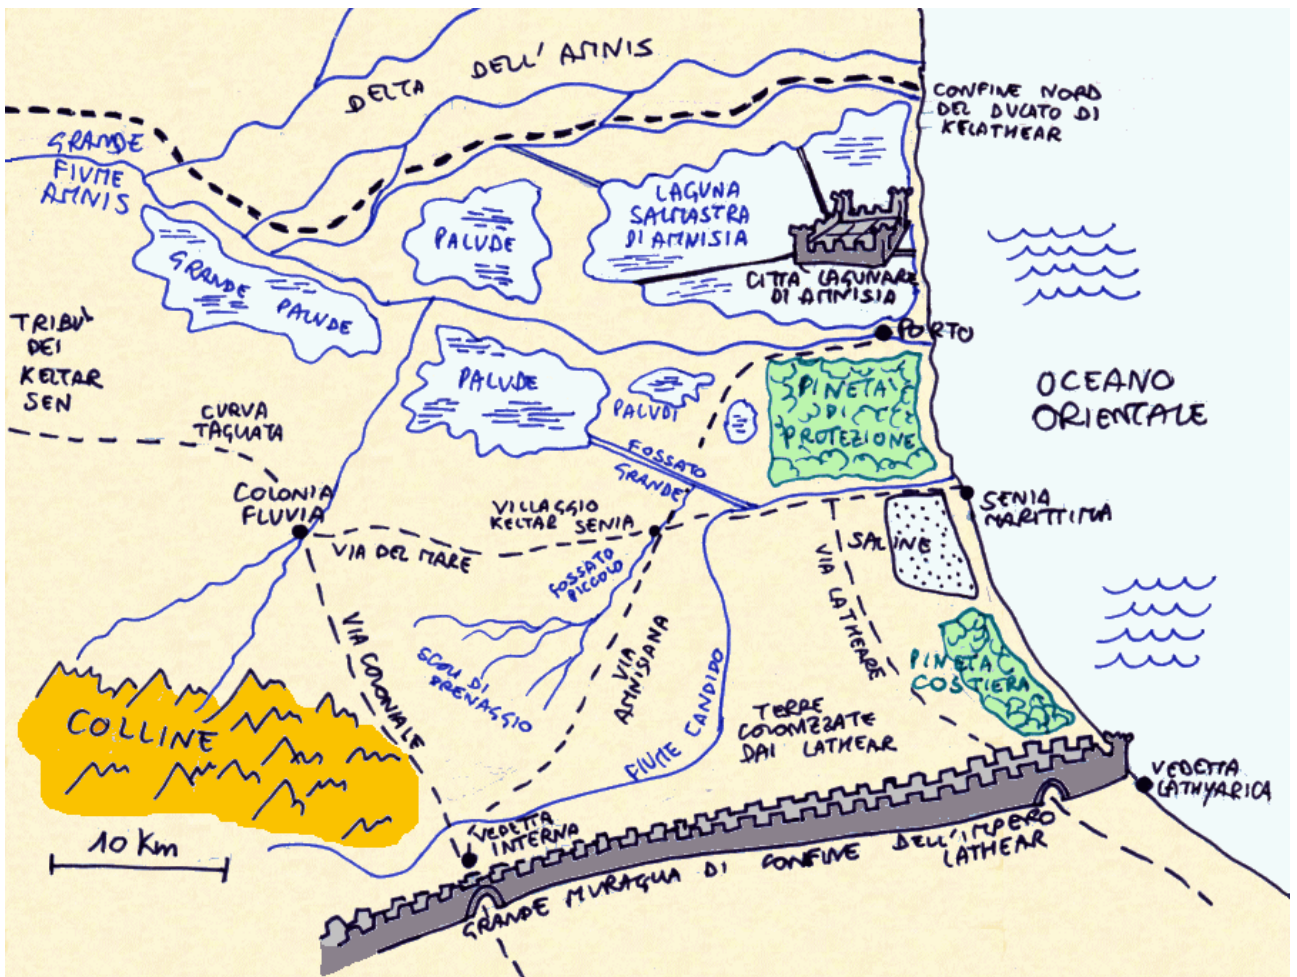 DELTA DELL'AMNIS
CONFINE NORD
DEL DUCATO DI
KELATHEAR
GRANDE
FIUME
AMNIS
LAGUNA
SALMASTRA
DI AMNISIA
PALUDE
GRANDE PALUDE
CITTÀ LAGUNARE
DI AMNISIA
TRIBU'
DEI
KELTAR
SEN
PORTO
PALUDE
PALUDI
PINETA
DI
PROTEZIONE
OCEANO
ORIENTALE
CURVA
TAGLIATA
FOSSATO
GRANDE
COLONIA
FLUVIA
VILLAGGIO
KELTAR SENIA
SENIA
MARITTIMA
VIA DEL MARE
SALINE
FOSSATO
PICCOLO
VIA LATHEARE
VIA COLONIALE
SCOLI DI
DRENAGGIO
VIA
AMNISIANA
PINETA
COSTIERA
FIUME CANDIDO
TERRE
COLONIZZATE
DAI LATHEAR
COLLINE
VEDETTA
LATHYARICA
10 Km
VEDETTA
INTERNA
GRANDE MURAGLIA DI CONFINE DELL'IMPERO
LATHEAR